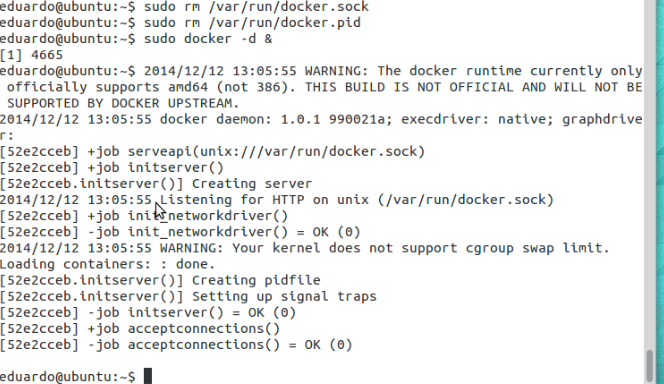 eduardo@ubuntu:~$ sudo rm /var/run/docker.sock
eduardo@ubuntu:~$ sudo rm /var/run/docker.pid
eduardo@ubuntu:~$ sudo docker -d &
[1] 4665
eduardo@ubuntu:~$ 2014/12/12 13:05:55 WARNING: The docker runtime currently only
 officially supports amd64 (not 386). THIS BUILD IS NOT OFFICIAL AND WILL NOT BE
 SUPPORTED BY DOCKER UPSTREAM.
2014/12/12 13:05:55 docker daemon: 1.0.1 990021a; execdriver: native; graphdrive
r:
[52e2cceb] +job serveapi(unix:///var/run/docker.sock)
[52e2cceb] +job initserver()
[52e2cceb.initserver()] Creating server
2014/12/12 13:05:55 Listening for HTTP on unix (/var/run/docker.sock)
[52e2cceb] +job init_networkdriver()
[52e2cceb] -job init_networkdriver() = OK (0)
2014/12/12 13:05:55 WARNING: Your kernel does not support cgroup swap limit.
Loading containers: : done.
[52e2cceb.initserver()] Creating pidfile
[52e2cceb.initserver()] Setting up signal traps
[52e2cceb] -job initserver() = OK (0)
[52e2cceb] +job acceptconnections()
[52e2cceb] -job acceptconnections() = OK (0)
eduardo@ubuntu:~$